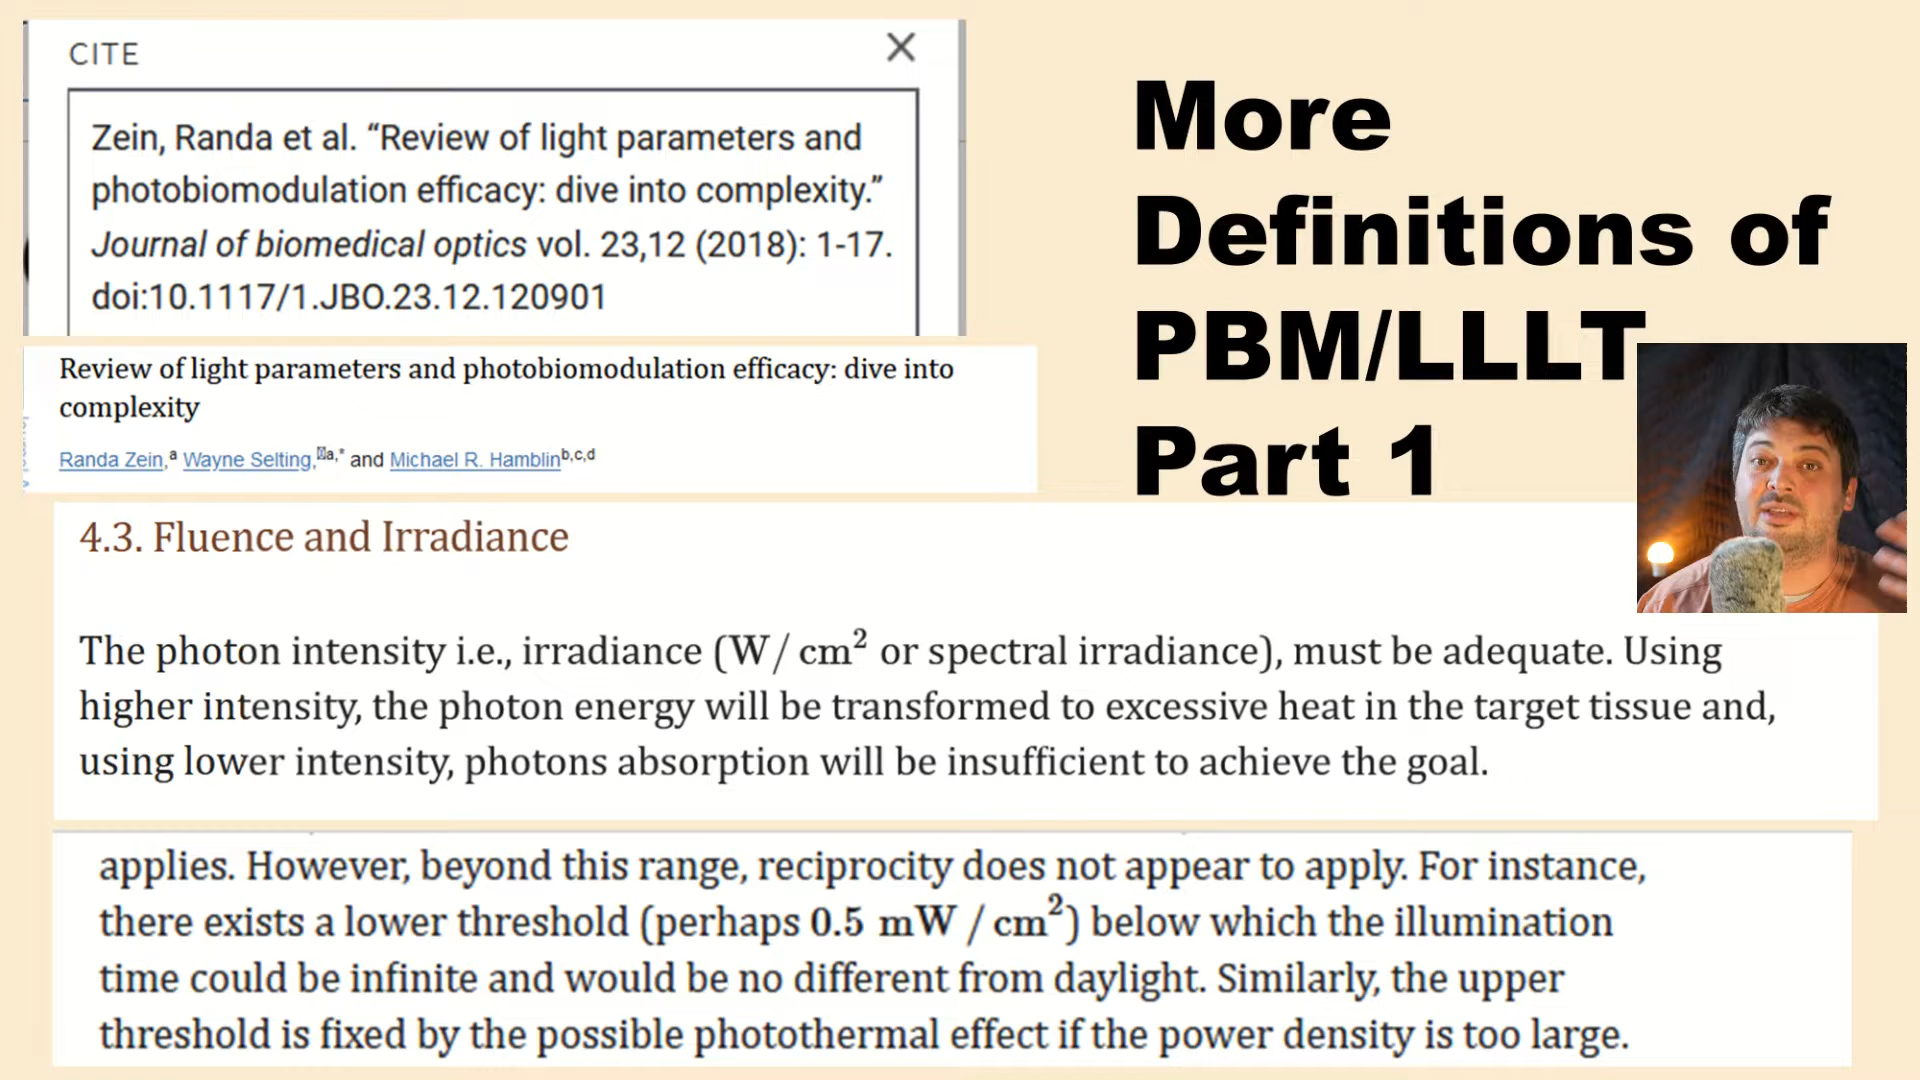 CITE
Zein, Randa et al. “Review of light parameters and
photobiomodulation efficacy: dive into complexity.”
Journal of biomedical optics vol. 23,12 (2018): 1-17.
doi:10.1117/1.JBO.23.12.120901
Review of light parameters and photobiomodulation efficacy: dive into
complexity
Randa Zein,a Wayne Selting,a,* and Michael R. Hamblinb,c,d
More
Definitions of
PBM/LLLT
Part 1
4.3. Fluence and Irradiance
The photon intensity i.e., irradiance (W/cm² or spectral irradiance), must be adequate. Using
higher intensity, the photon energy will be transformed to excessive heat in the target tissue and,
using lower intensity, photons absorption will be insufficient to achieve the goal.
applies. However, beyond this range, reciprocity does not appear to apply. For instance,
there exists a lower threshold (perhaps 0.5 mW/cm²) below which the illumination
time could be infinite and would be no different from daylight. Similarly, the upper
threshold is fixed by the possible photothermal effect if the power density is too large.